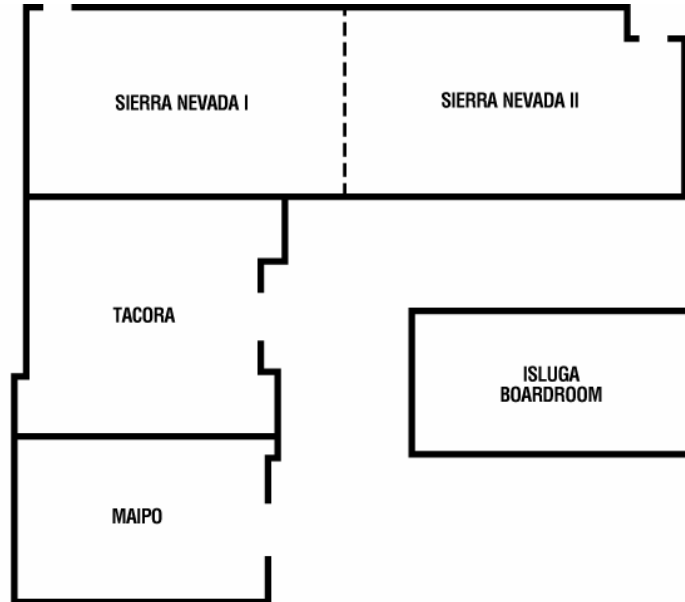 SIERRA NEVADA I
SIERRA NEVADA II
TACORA
ISLUGA
BOARDROOM
MAIPO